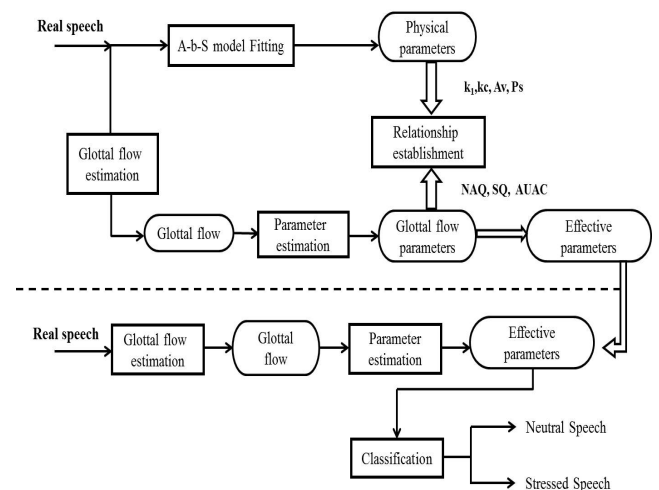 Real speech
A-b-S model Fitting
Physical
parameters
k1,kc, Av, Ps
Relationship
establishment
Glottal flow
estimation
NAQ, SQ, AUAC
Glottal flow
Parameter
estimation
Glottal flow
parameters
Effective
parameters
Real speech
Glottal flow
estimation
Glottal
flow
Parameter
estimation
Effective
parameters
Classification
Neutral Speech
Stressed Speech